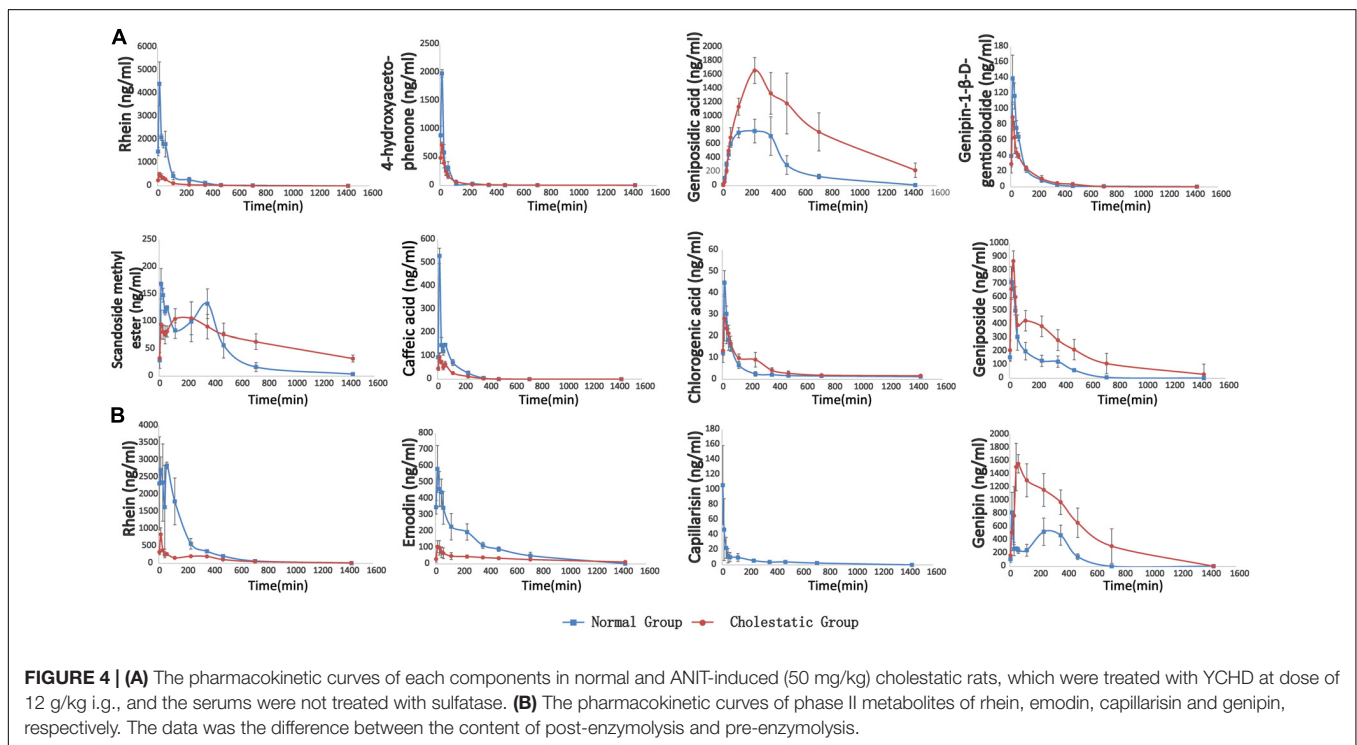 A
Rhein (ng/ml)
6000
5000
4000
3000
2000
1000
0
0 200 400 600 800 1000 1200 1400 1600
Time(min)
4-hydroxyaceto-
phenone (ng/ml)
2500
2000
1500
1000
500
0
0 200 400 600 800 1000 1200 1400 1600
Time(min)
Geniposidic acid (ng/ml)
2000
1800
1600
1400
1200
1000
800
600
400
200
0
0 200 400 600 800 1000 1200 1400 1600
Time(min)
Genipin-1-β-D-
gentiobiodide (ng/ml)
180
160
140
120
100
80
60
40
20
0
0 200 400 600 800 1000 1200 1400 1600
Time(min)
Scandoside methyl
ester (ng/ml)
250
200
150
100
50
0
0 200 400 600 800 1000 1200 1400 1600
Time(min)
Caffeic acid (ng/ml)
600
500
400
300
200
100
0
0 200 400 600 800 1000 1200 1400 1600
Time(min)
Chlorogenic acid (ng/ml)
60
50
40
30
20
10
0
0 200 400 600 800 1000 1200 1400 1600
Time(min)
Geniposide (ng/ml)
1000
900
800
700
600
500
400
300
200
100
0
0 200 400 600 800 1000 1200 1400 1600
Time(min)
B
Rhein (ng/ml)
4000
3500
3000
2500
2000
1500
1000
500
0
0 200 400 600 800 1000 1200 1400 1600
Time(min)
Emodin (ng/ml)
800
700
600
500
400
300
200
100
0
0 200 400 600 800 1000 1200 1400 1600
Time(min)
Capillarisin (ng/ml)
180
160
140
120
100
80
60
40
20
0
0 200 400 600 800 1000 1200 1400 1600
Time(min)
Genipin (ng/ml)
2000
1800
1600
1400
1200
1000
800
600
400
200
0
0 200 400 600 800 1000 1200 1400 1600
Time(min)
Normal Group Cholestatic Group
FIGURE 4 | (A) The pharmacokinetic curves of each components in normal and ANIT-induced (50 mg/kg) cholestatic rats, which were treated with YCHD at dose of
12 g/kg i.g., and the serums were not treated with sulfatase. (B) The pharmacokinetic curves of phase II metabolites of rhein, emodin, capillarisin and genipin,
respectively. The data was the difference between the content of post-enzymolysis and pre-enzymolysis.